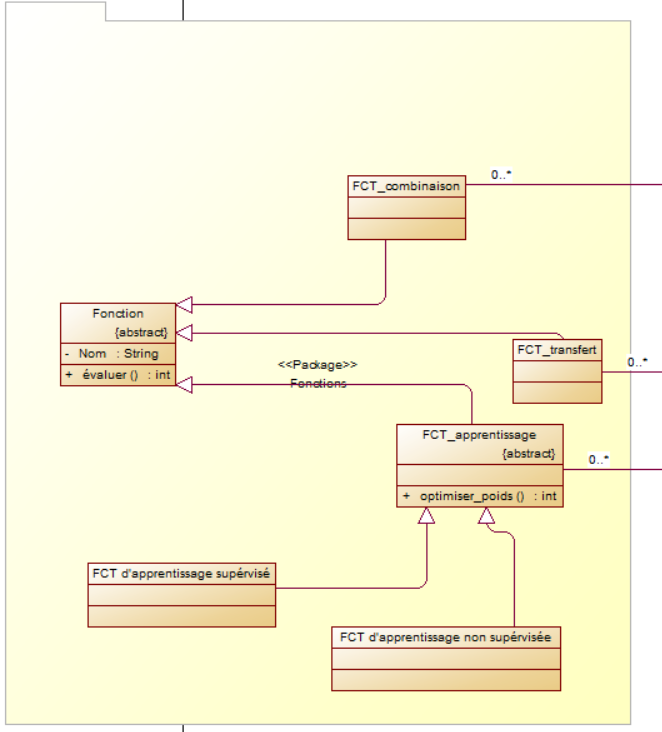 0..*
FCT_combinaison
Fonction
{abstract}
- Nom : String
+ évaluer () : int
<<Package>>
Fonctions
FCT_transfert
0..*
FCT_apprentissage
{abstract}
+ optimiser_poids () : int
0..*
FCT d'apprentissage supérvisé
FCT d'apprentissage non supérvisée